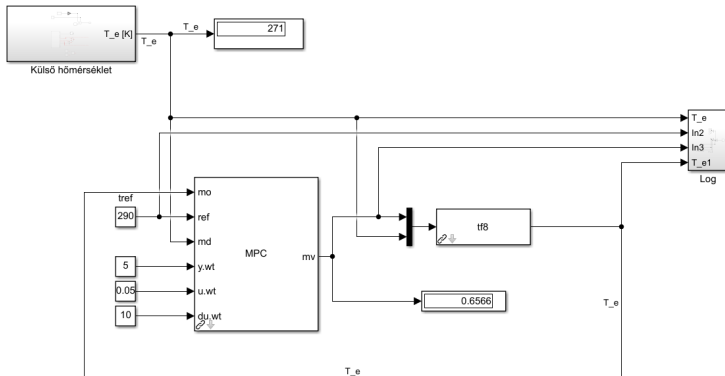 T_e [K]
T_e
T_e
271
Külső hőmérséklet
T_e
In2
In3
T_e1
Log
tref
290
5
0.05
10
mo
ref
md
y.wt
u.wt
du.wt
MPC
mv
tf8
0.6566
T_e
T_e